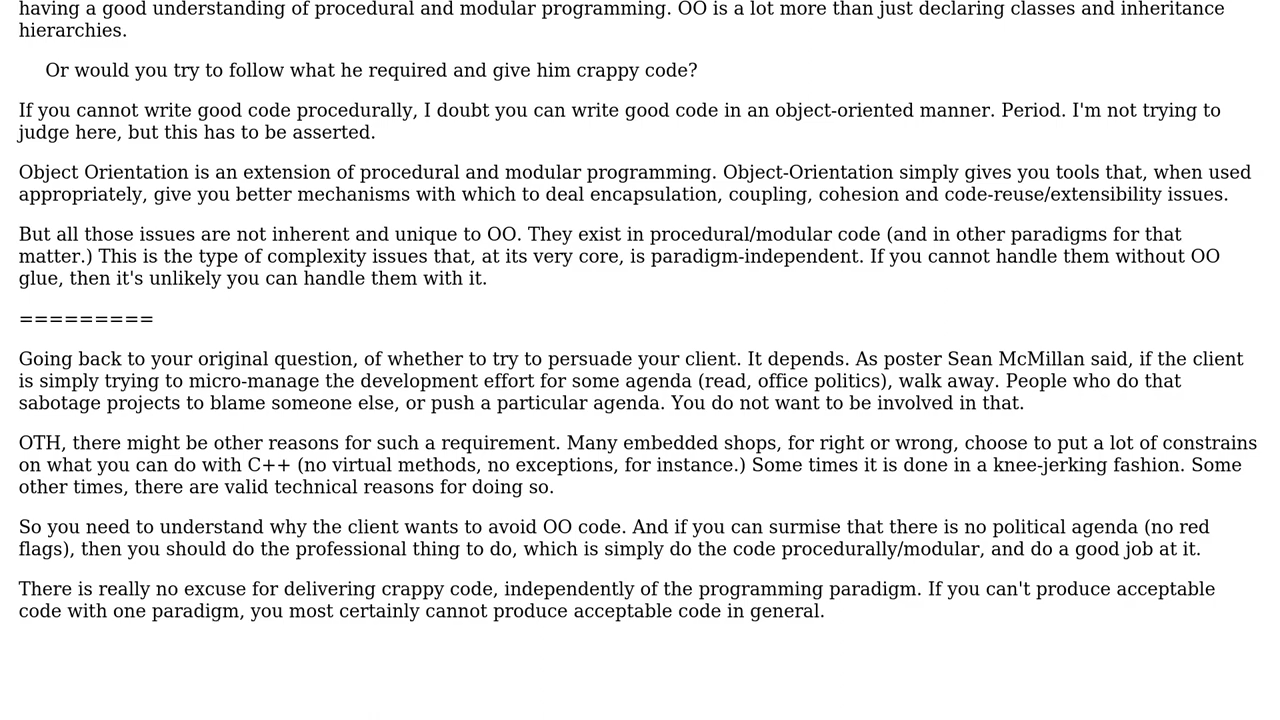 having a good understanding of procedural and modular programming. OO is a lot more than just declaring classes and inheritance
hierarchies.
Or would you try to follow what he required and give him crappy code?
If you cannot write good code procedurally, I doubt you can write good code in an object-oriented manner. Period. I'm not trying to
judge here, but this has to be asserted.
Object Orientation is an extension of procedural and modular programming. Object-Orientation simply gives you tools that, when used
appropriately, give you better mechanisms with which to deal encapsulation, coupling, cohesion and code-reuse/extensibility issues.
But all those issues are not inherent and unique to OO. They exist in procedural/modular code (and in other paradigms for that
matter.) This is the type of complexity issues that, at its very core, is paradigm-independent. If you cannot handle them without OO
glue, then it's unlikely you can handle them with it.
=========
Going back to your original question, of whether to try to persuade your client. It depends. As poster Sean McMillan said, if the client
is simply trying to micro-manage the development effort for some agenda (read, office politics), walk away. People who do that
sabotage projects to blame someone else, or push a particular agenda. You do not want to be involved in that.
OTH, there might be other reasons for such a requirement. Many embedded shops, for right or wrong, choose to put a lot of constrains
on what you can do with C++ (no virtual methods, no exceptions, for instance.) Some times it is done in a knee-jerking fashion. Some
other times, there are valid technical reasons for doing so.
So you need to understand why the client wants to avoid OO code. And if you can surmise that there is no political agenda (no red
flags), then you should do the professional thing to do, which is simply do the code procedurally/modular, and do a good job at it.
There is really no excuse for delivering crappy code, independently of the programming paradigm. If you can't produce acceptable
code with one paradigm, you most certainly cannot produce acceptable code in general.